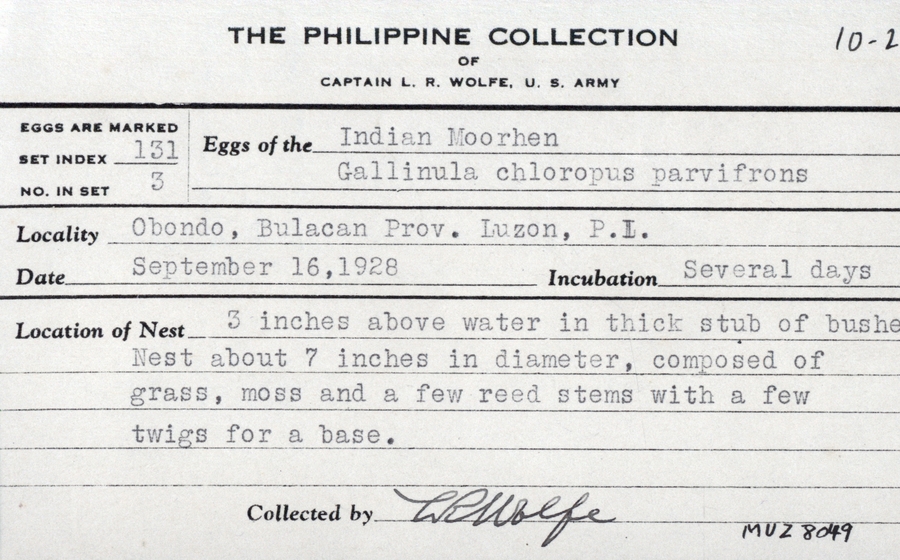 THE PHILIPPINE COLLECTION
10-2
OF
CAPTAIN L. R. WOLFE, U. S. ARMY
EGGS ARE MARKED
SET INDEX 131
NO. IN SET 3
Eggs of the Indian Moorhen
Gallinula chloropus parvifrons
Locality Obondo, Bulacan Prov. Luzon, P.I.
Date September 16,1928 Incubation Several days
Location of Nest 3 inches above water in thick stub of bushe
Nest about 7 inches in diameter, composed of
grass, moss and a few reed stems with a few
twigs for a base.
Collected by LRWolfe
MVZ 8049